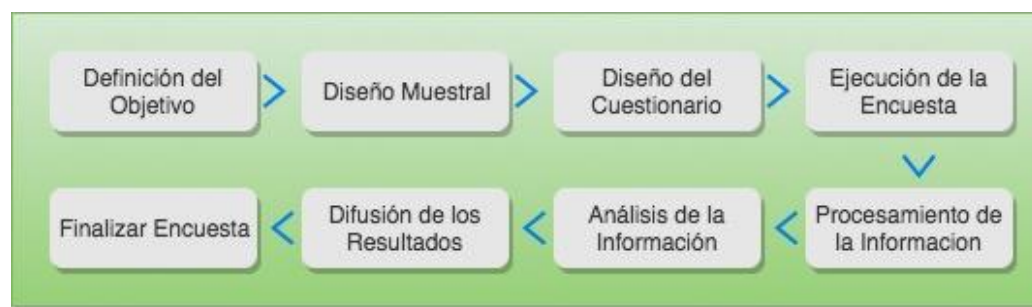 Definición del
Objetivo
Diseño Muestral
Diseño del
Cuestionario
Ejecución de la
Encuesta
Procesamiento de
la Informacion
Análisis de la
Información
Difusión de los
Resultados
Finalizar Encuesta